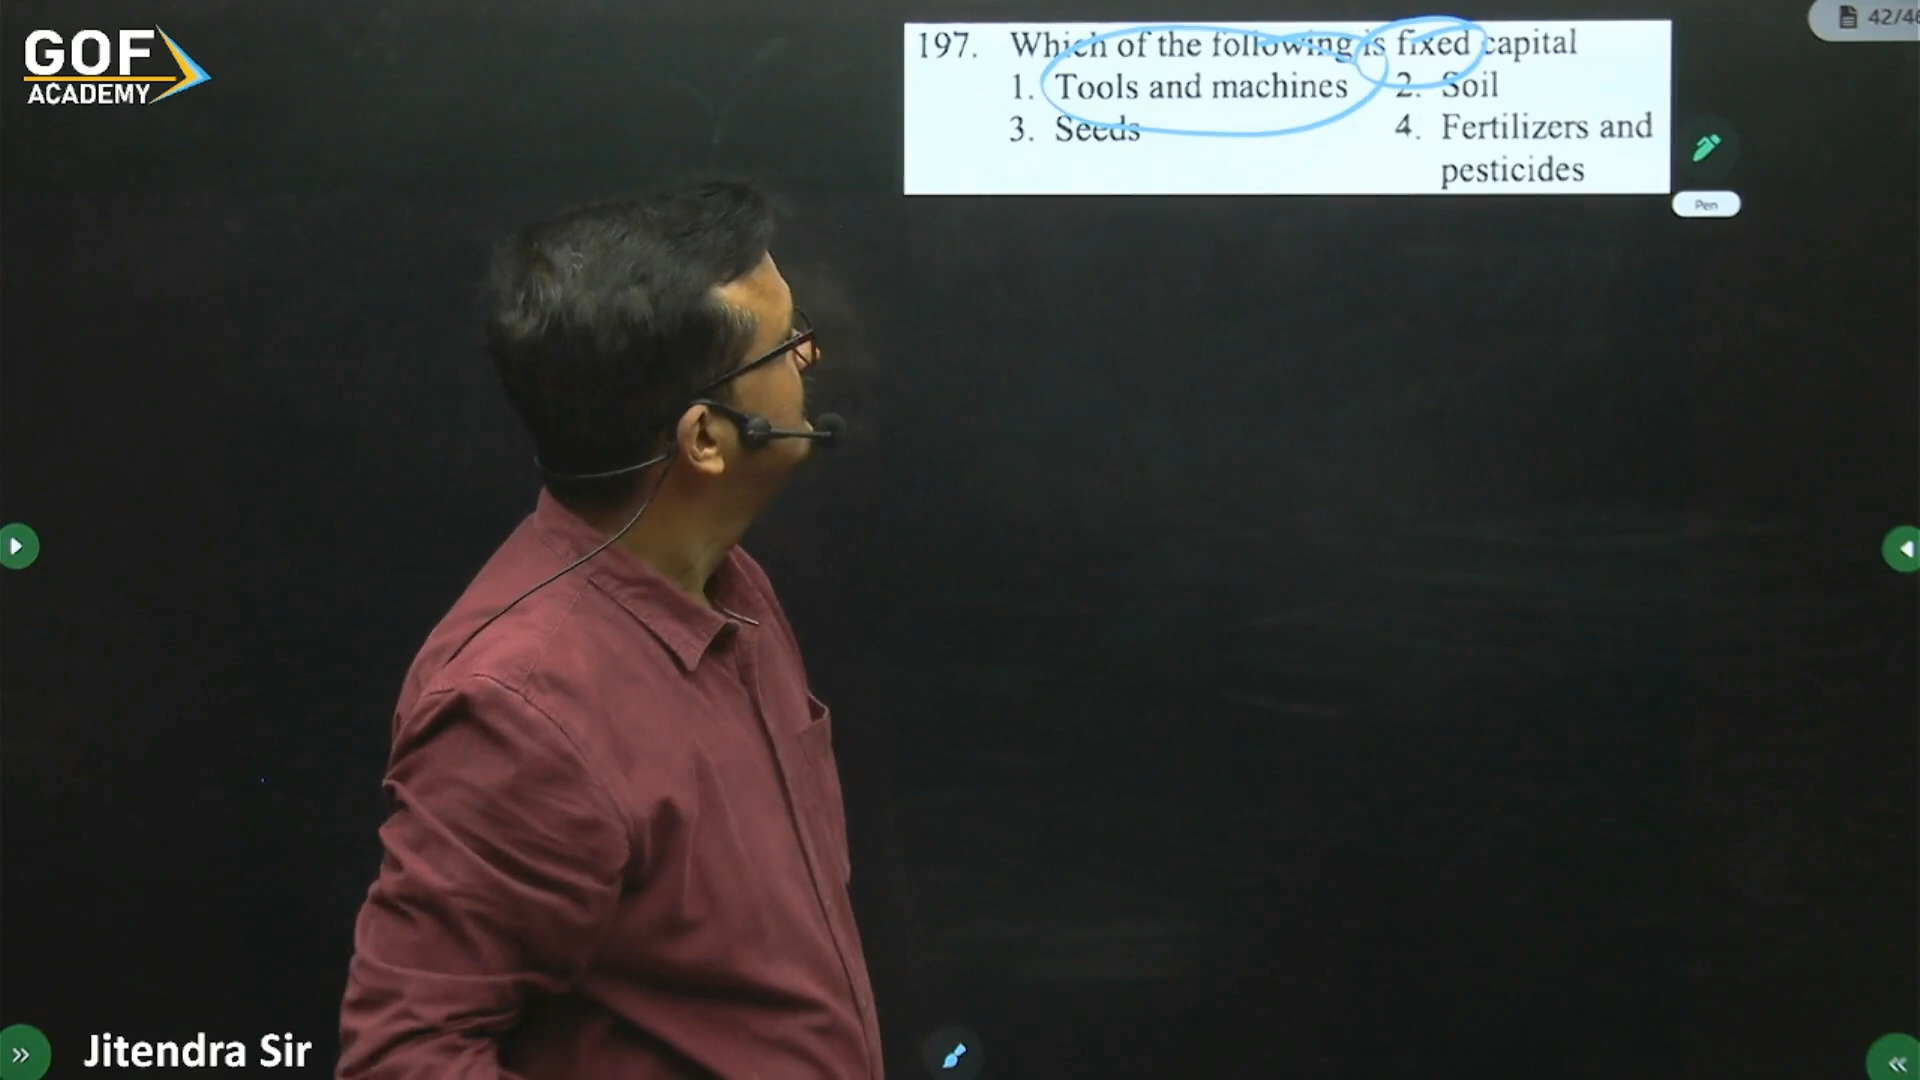 GOF
ACADEMY
42/4
197. Which of the following is fixed capital
1. Tools and machines 2. Soil
3. Seeds 4. Fertilizers and
pesticides
Pen
Jitendra Sir